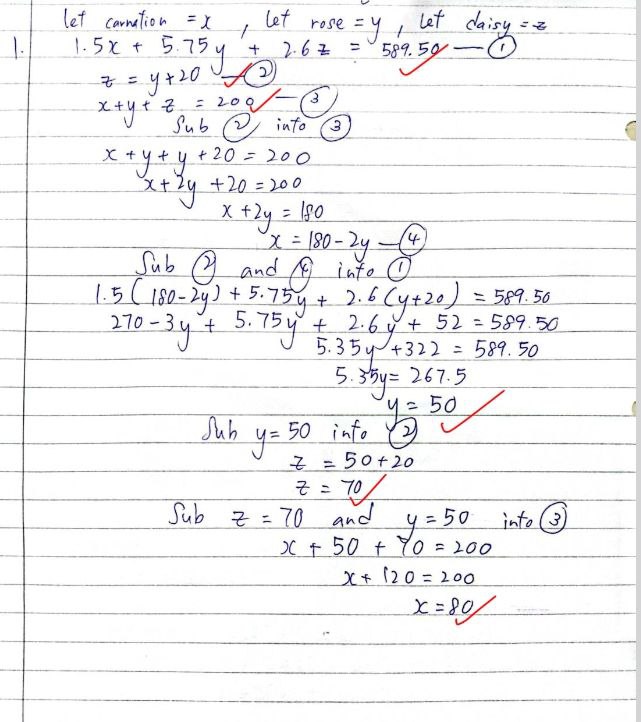 let carnation = x , let rose = y , let daisy = z
1. 1.5x + 5.75y + 2.6z = 589.50 — ①
z = y+20 — ②
x+y+z = 200 — ③
Sub ② into ③
x+y+y+20 = 200
x+2y+20 = 200
x+2y = 180
x = 180-2y — ④
Sub ② and ④ into ①
1.5(180-2y) + 5.75y + 2.6(y+20) = 589.50
270-3y + 5.75y + 2.6y + 52 = 589.50
5.35y+322 = 589.50
5.35y = 267.5
y = 50
Sub y = 50 into ②
z = 50+20
z = 70
Sub z = 70 and y = 50 into ③
x + 50 + 70 = 200
x + 120 = 200
x = 80